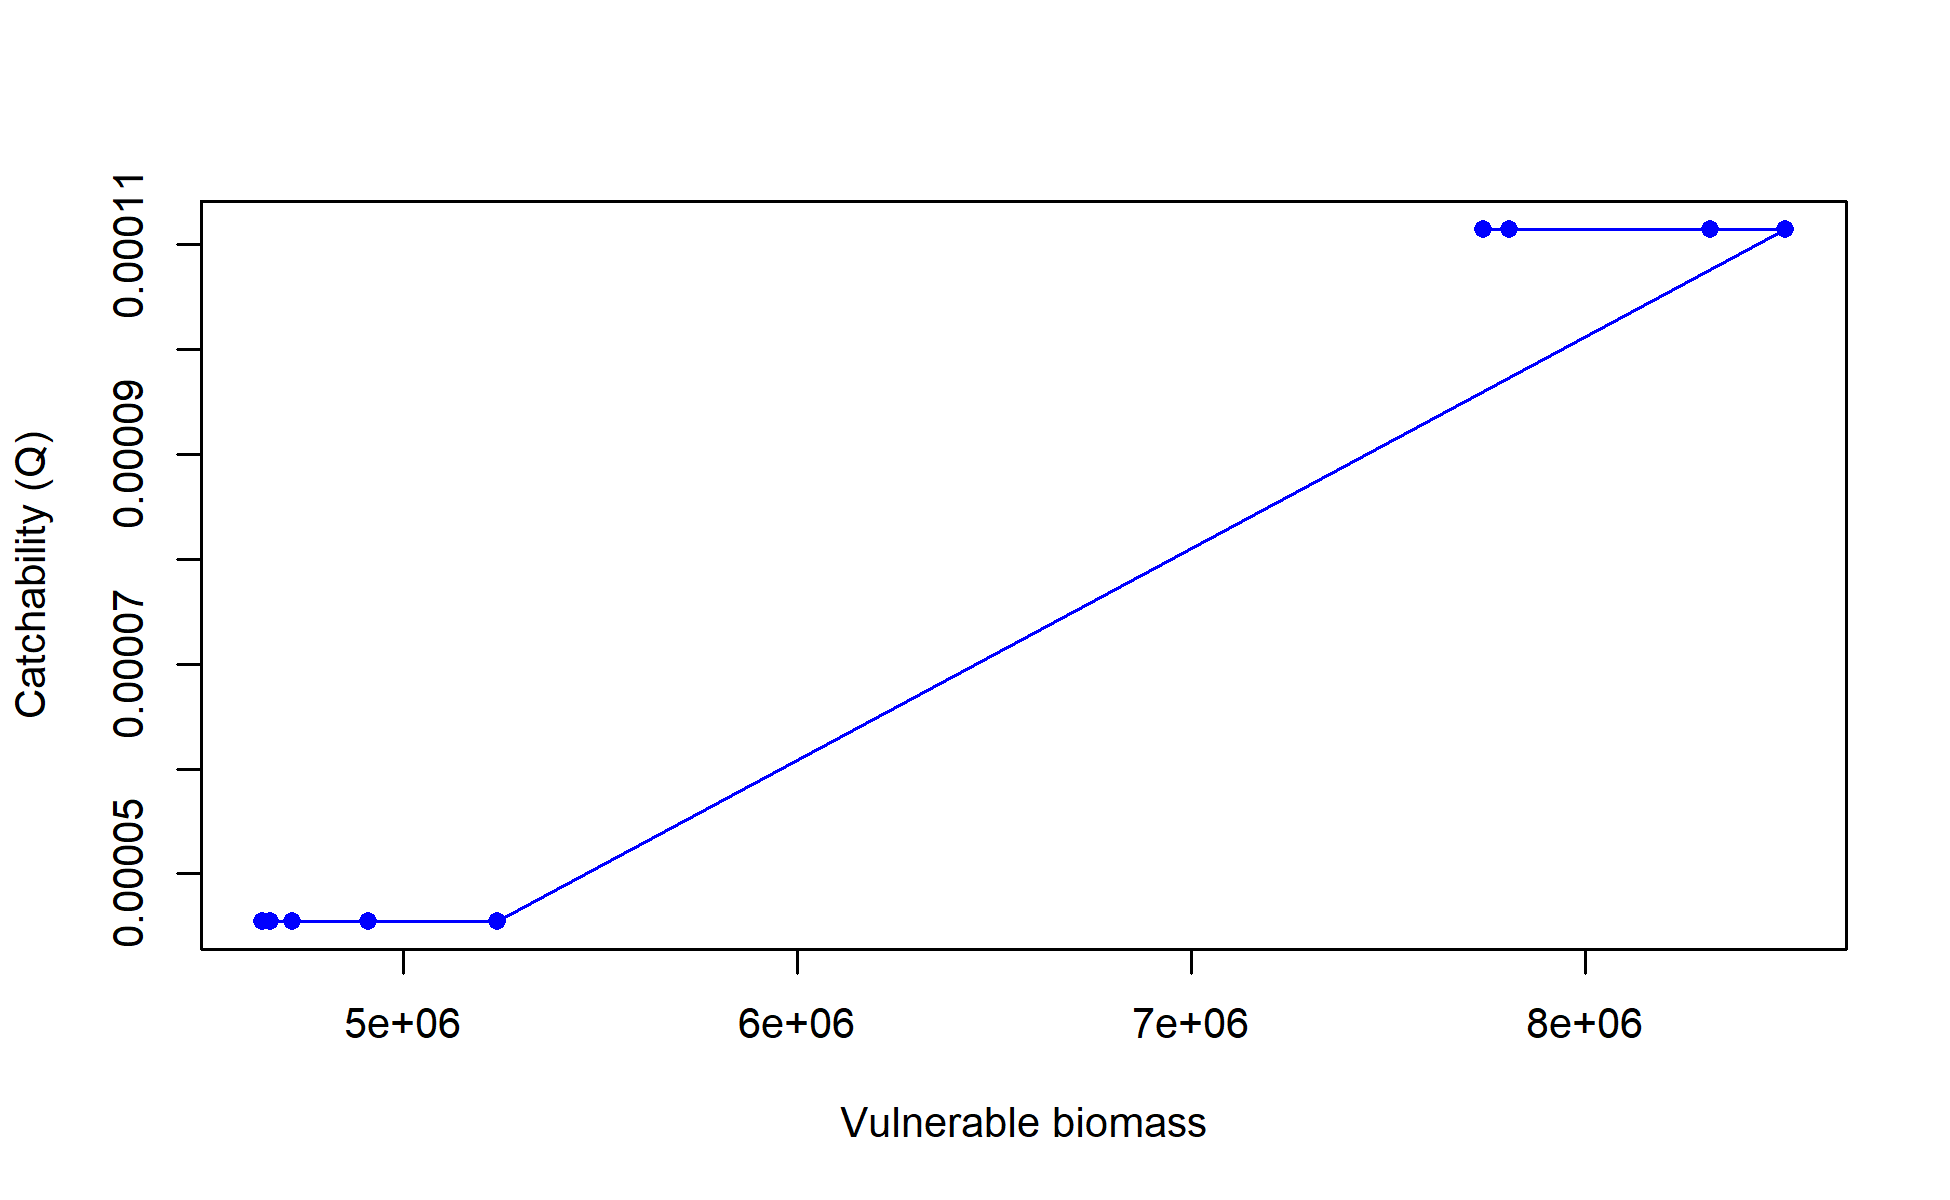 Catchability (Q)
0.00011
0.00009
0.00007
0.00005
5e+06 6e+06 7e+06 8e+06
Vulnerable biomass